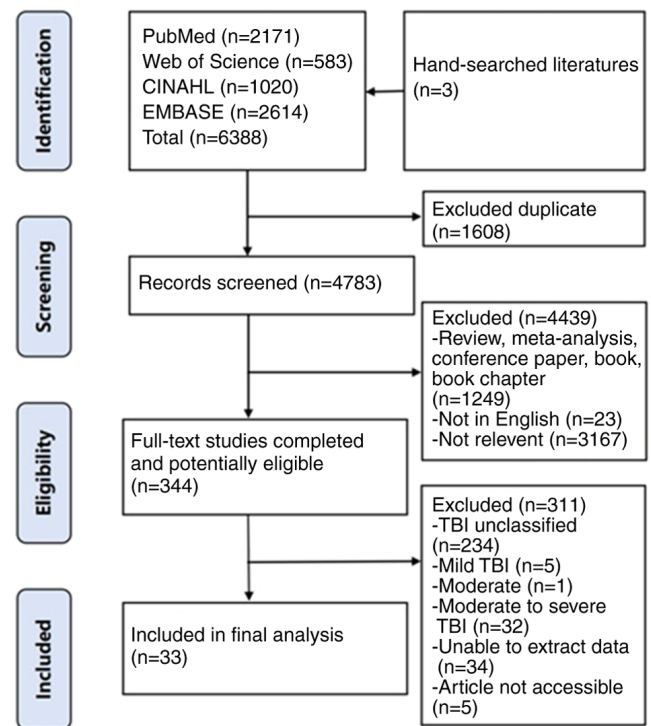 Identification
PubMed (n=2171)
Web of Science (n=583)
CINAHL (n=1020)
EMBASE (n=2614)
Total (n=6388)
Hand-searched literatures
(n=3)
Excluded duplicate
(n=1608)
Screening
Records screened (n=4783)
Excluded (n=4439)
-Review, meta-analysis,
conference paper, book,
book chapter
(n=1249)
-Not in English (n=23)
-Not relevent (n=3167)
Eligibility
Full-text studies completed
and potentially eligible
(n=344)
Excluded (n=311)
-TBI unclassified
(n=234)
-Mild TBI (n=5)
-Moderate (n=1)
-Moderate to severe
TBI (n=32)
-Unable to extract data
(n=34)
-Article not accessible
(n=5)
Included
Included in final analysis
(n=33)